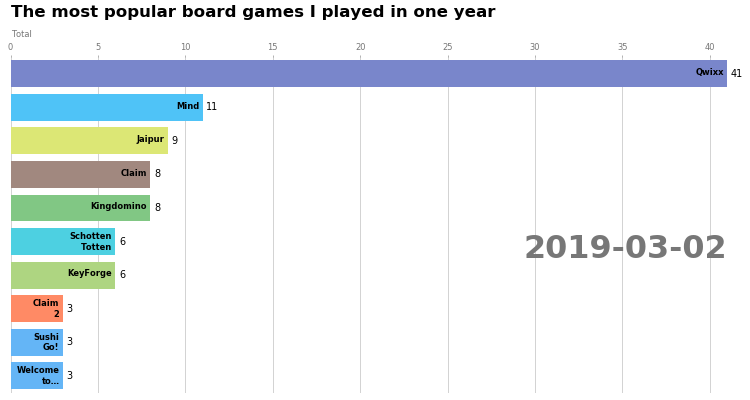 The most popular board games I played in one year
Total
0 5 10 15 20 25 30 35 40
Qwixx 41
Mind 11
Jaipur 9
Claim 8
Kingdomino 8
Schotten
Totten 6
2019-03-02
KeyForge 6
Claim
2 3
Sushi
Go! 3
Welcome
to... 3